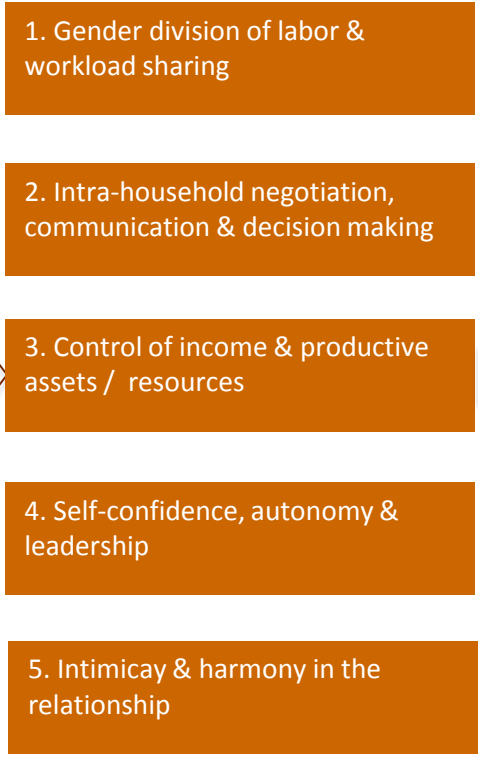 1. Gender division of labor &
workload sharing
2. Intra-household negotiation,
communication & decision making
3. Control of income & productive
assets / resources
4. Self-confidence, autonomy &
leadership
5. Intimicay & harmony in the
relationship